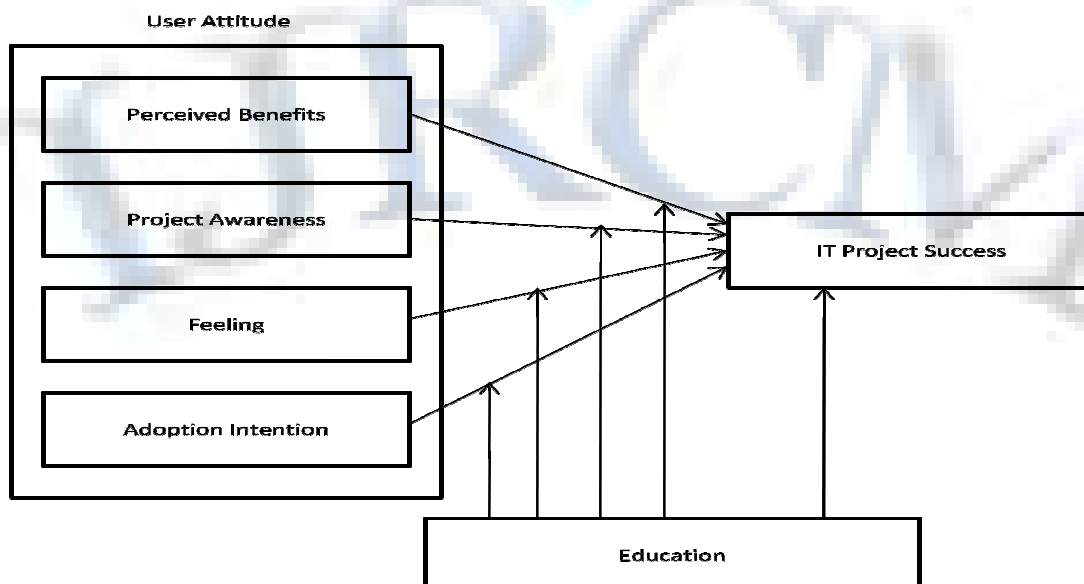 User Attitude
Perceived Benefits
Project Awareness
IT Project Success
Feeling
Adoption Intention
Education